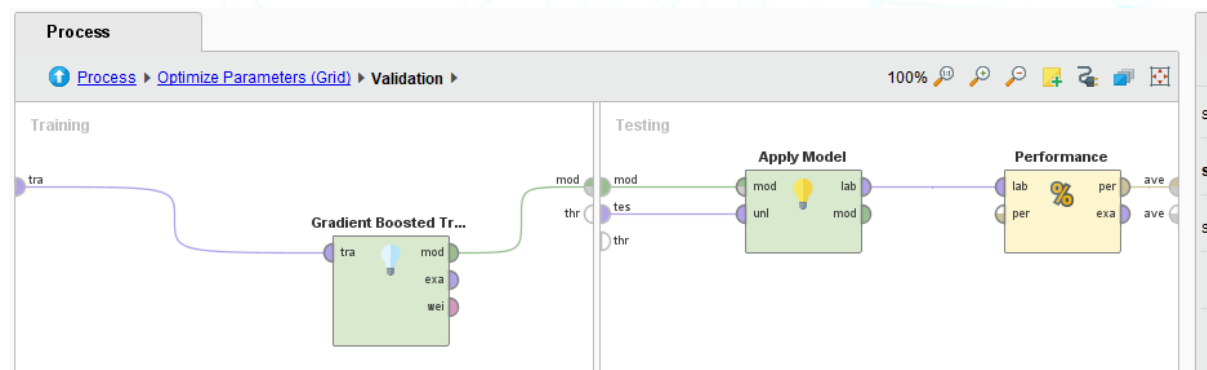 Process
Process ▸ Optimize Parameters (Grid) ▸ Validation ▸
100%
Training
Testing
tra
mod
thr
Gradient Boosted Tr...
tra
mod
exa
wei
mod
tes
thr
Apply Model
mod
lab
unl
mod
Performance
lab
%
per
per
exa
ave
ave
s
s
s